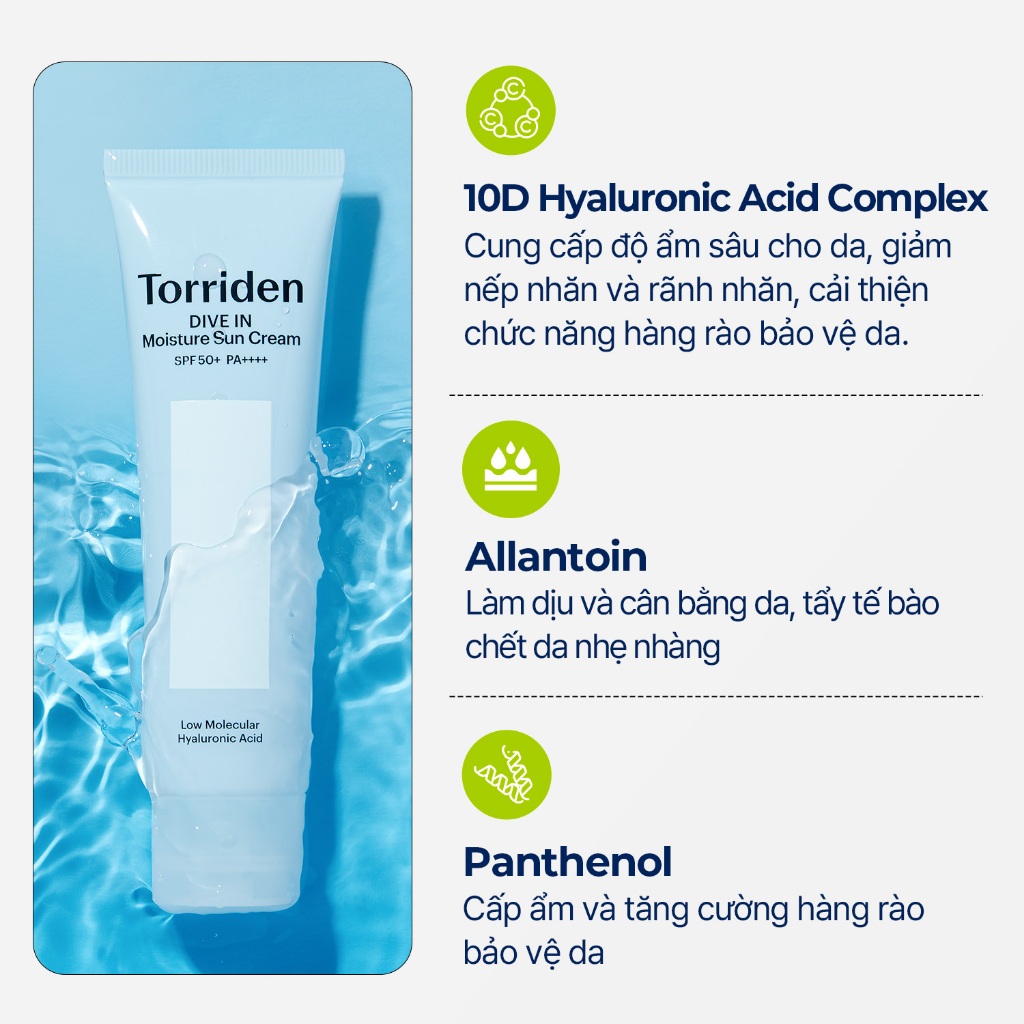 Torriden
DIVE IN
Moisture Sun Cream
SPF50+ PA++++
Low Molecular
Hyaluronic Acid
10D Hyaluronic Acid Complex
Cung cấp độ ẩm sâu cho da, giảm
nếp nhăn và rãnh nhăn, cải thiện
chức năng hàng rào bảo vệ da.
Allantoin
Làm dịu và cân bằng da, tẩy tế bào
chết da nhẹ nhàng
Panthenol
Cấp ẩm và tăng cường hàng rào
bảo vệ da